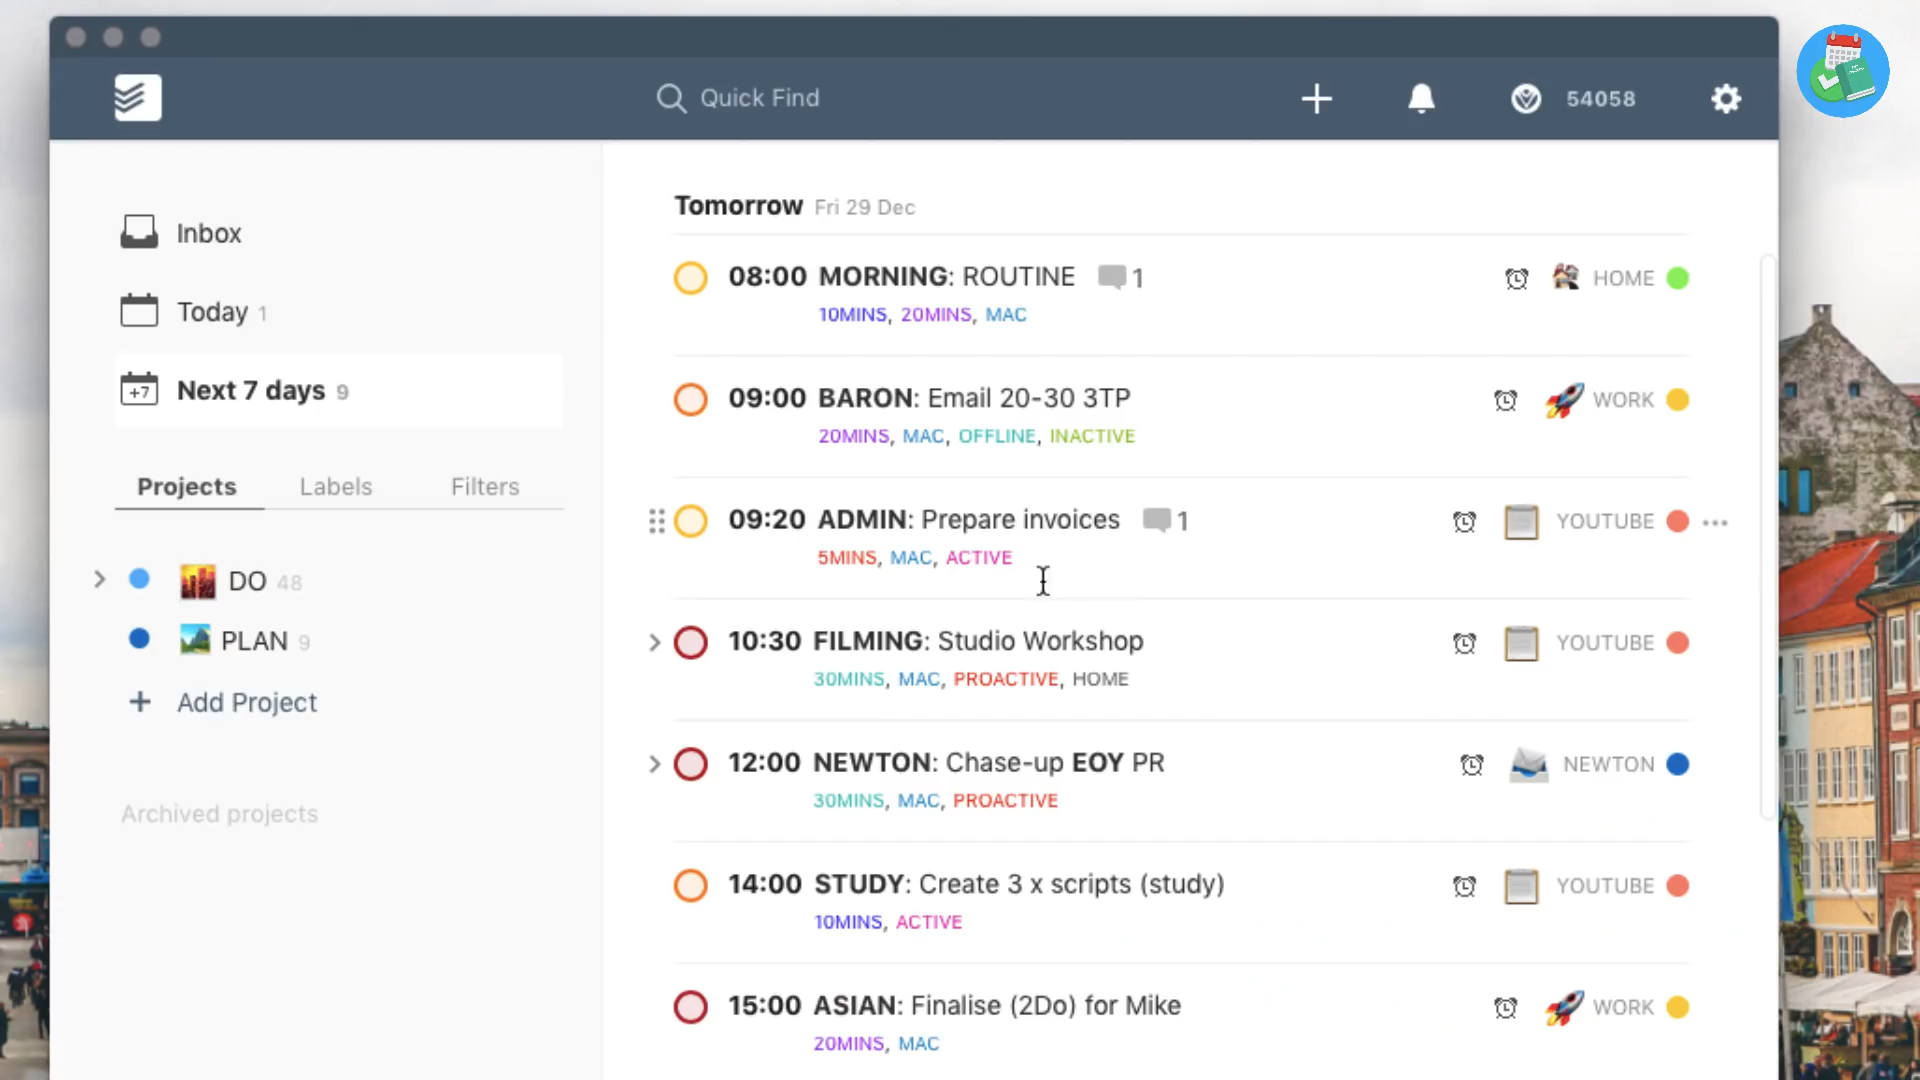 Quick Find
54058
Inbox
Today 1
+7 Next 7 days 9
Projects Labels Filters
DO 48
PLAN 9
+ Add Project
Archived projects
Tomorrow Fri 29 Dec
08:00 MORNING: ROUTINE 1 HOME
10MINS, 20MINS, MAC
09:00 BARON: Email 20-30 3TP WORK
20MINS, MAC, OFFLINE, INACTIVE
09:20 ADMIN: Prepare invoices 1 YOUTUBE
5MINS, MAC, ACTIVE
10:30 FILMING: Studio Workshop YOUTUBE
30MINS, MAC, PROACTIVE, HOME
12:00 NEWTON: Chase-up EOY PR NEWTON
30MINS, MAC, PROACTIVE
14:00 STUDY: Create 3 x scripts (study) YOUTUBE
10MINS, ACTIVE
15:00 ASIAN: Finalise (2Do) for Mike WORK
20MINS, MAC